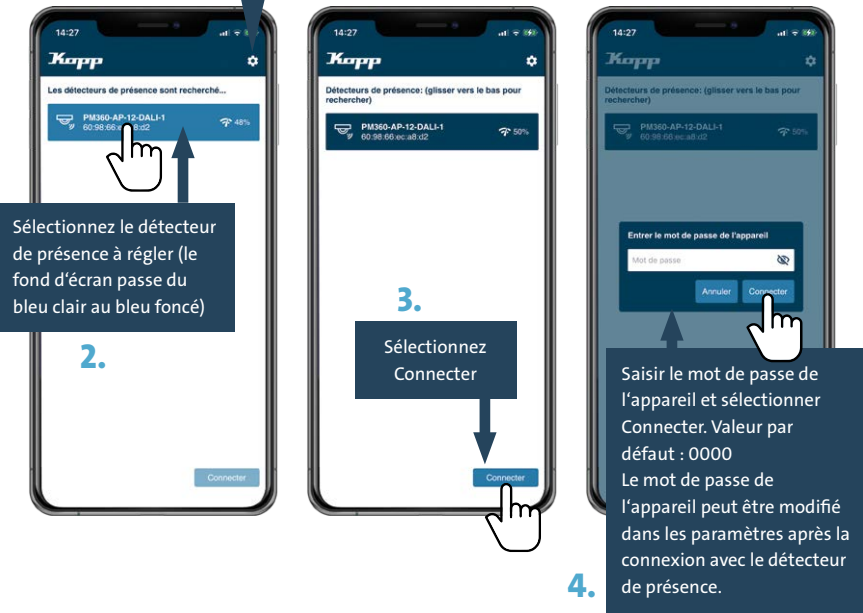 14:27
Kopp
Les détecteurs de présence sont recherché...
PM360-AP-12-DALI-1
48%
Sélectionnez le détecteur
de présence à régler (le
fond d‘écran passe du
bleu clair au bleu foncé)
2.
Connecter
14:27
Kopp
Détecteurs de présence: (glisser vers le bas pour
rechercher)
PM360-AP-12-DALI-1
60:98:66:ec:a8:d2
50%
3.
Sélectionnez
Connecter
Connecter
14:27
Kopp
Détecteurs de présence: (glisser vers le bas pour
rechercher)
PM360-AP-12-DALI-1
60:98:66:ec:a8:d2
50%
Entrer le mot de passe de l'appareil
Mot de passe
Annuler
Connecter
Saisir le mot de passe de
l‘appareil et sélectionner
Connecter. Valeur par
défaut : 0000
Le mot de passe de
l‘appareil peut être modifié
dans les paramètres après la
connexion avec le détecteur
de présence.
4.